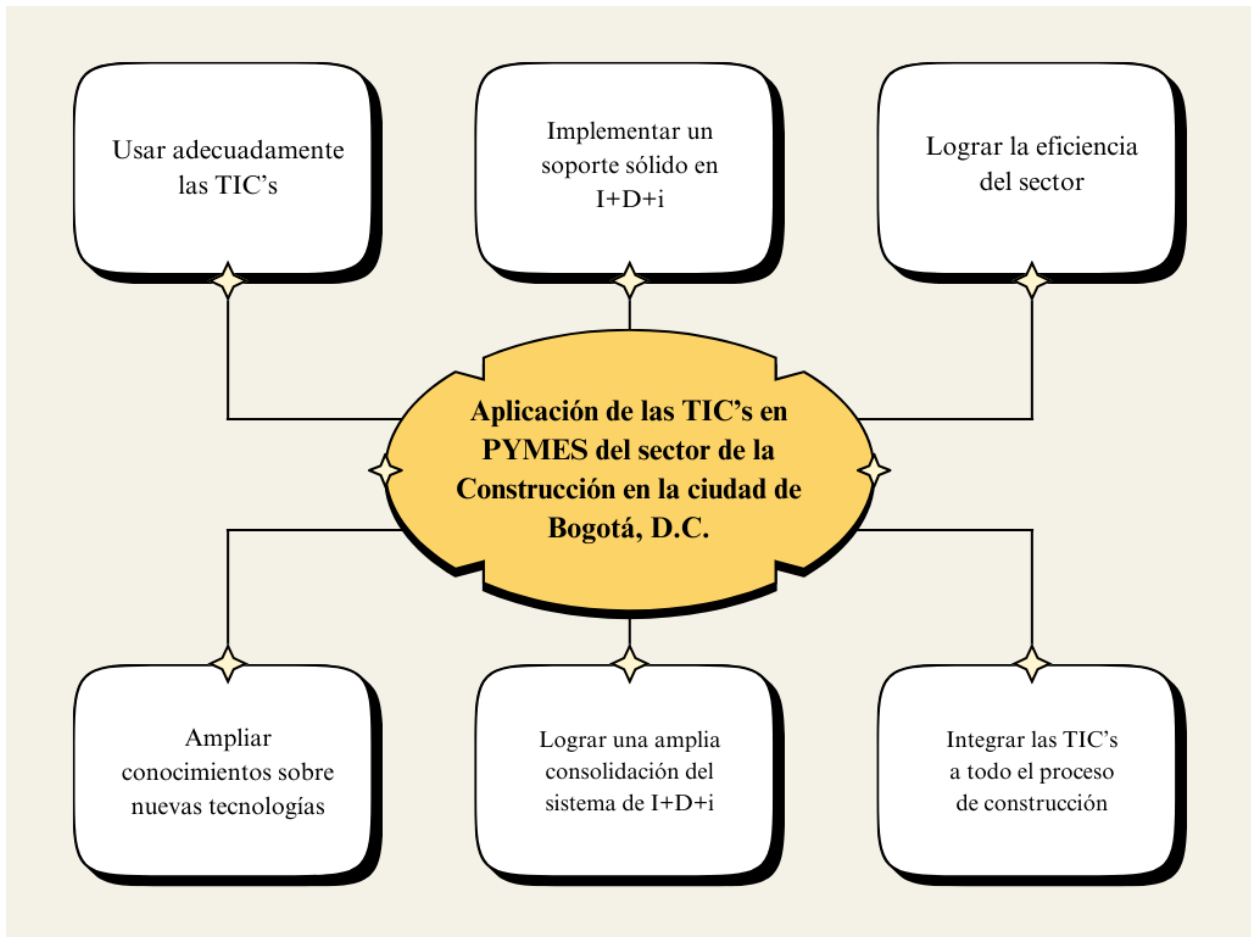 Usar adecuadamente
las TIC’s
Implementar un
soporte sólido en
I+D+i
Lograr la eficiencia
del sector
Aplicación de las TIC’s en
PYMES del sector de la
Construcción en la ciudad de
Bogotá, D.C.
Ampliar
conocimientos sobre
nuevas tecnologías
Lograr una amplia
consolidación del
sistema de I+D+i
Integrar las TIC’s
a todo el proceso
de construcción